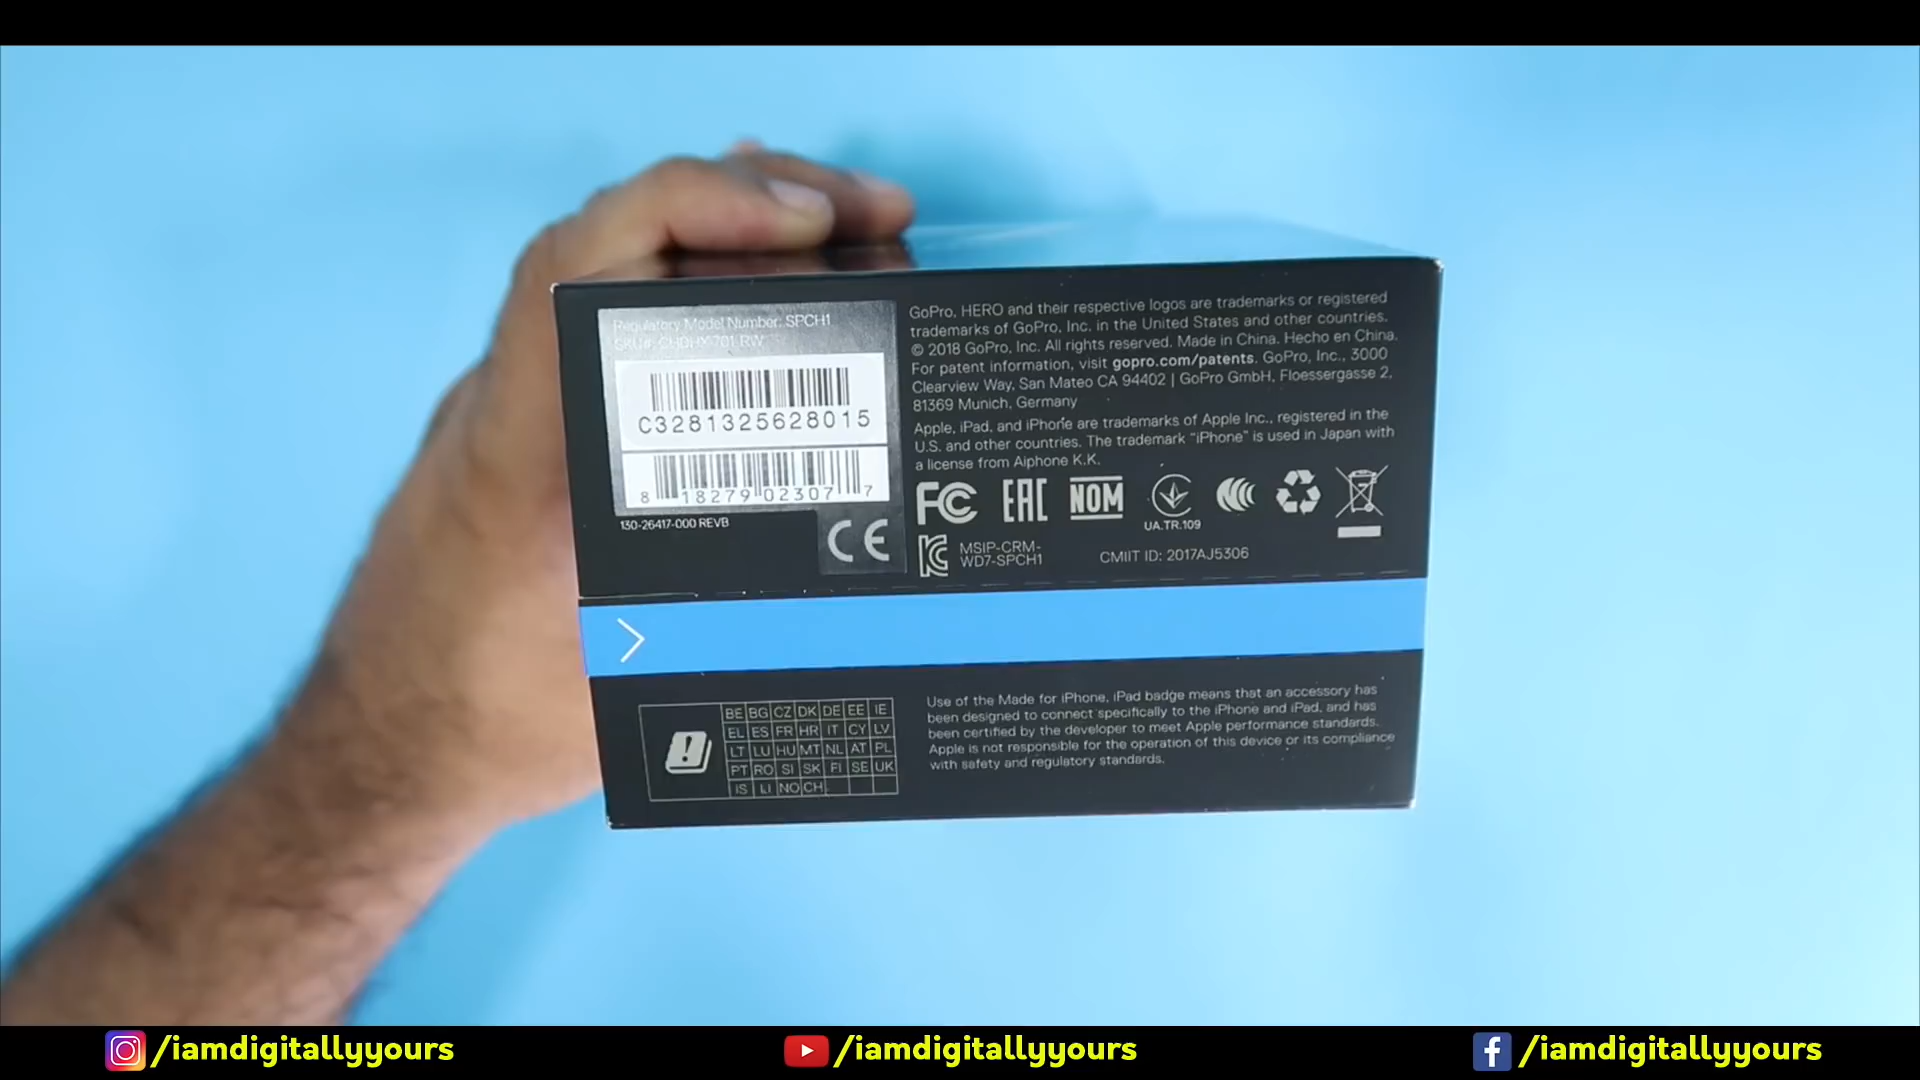 Regulatory Model Number: SPCH1
SKU#: CHDHX-701-RW
C3281325628015
8 18279 02307 7
130-26417-000 REVB
CE
GoPro, HERO and their respective logos are trademarks or registered
trademarks of GoPro, Inc. in the United States and other countries.
© 2018 GoPro, Inc. All rights reserved. Made in China. Hecho en China.
For patent information, visit gopro.com/patents. GoPro, Inc., 3000
Clearview Way, San Mateo CA 94402 | GoPro GmbH, Floessergasse 2,
81369 Munich, Germany
Apple, iPad, and iPhone are trademarks of Apple Inc., registered in the
U.S. and other countries. The trademark “iPhone” is used in Japan with
a license from Aiphone K.K.
FC EAC NOM
UA.TR.109
MSIP-CRM-
WD7-SPCH1
CMIIT ID: 2017AJ5306
BE BG CZ DK DE EE IE
EL ES FR HR IT CY LV
LT LU HU MT NL AT PL
PT RO SI SK FI SE UK
IS LI NO CH
Use of the Made for iPhone, iPad badge means that an accessory has
been designed to connect specifically to the iPhone and iPad, and has
been certified by the developer to meet Apple performance standards.
Apple is not responsible for the operation of this device or its compliance
with safety and regulatory standards.
/iamdigitallyyours
/iamdigitallyyours
/iamdigitallyyours